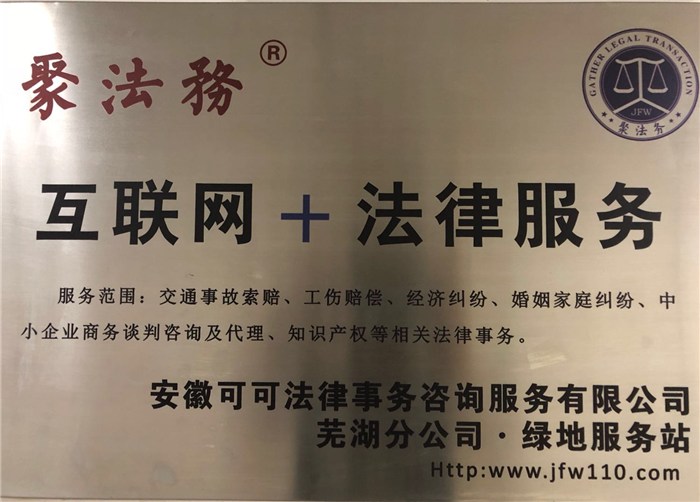 聚法務®
GATHER LEGAL TRANSACTION
JFW
聚法务
互联网+法律服务
服务范围：交通事故索赔、工伤赔偿、经济纠纷、婚姻家庭纠纷、中
小企业商务谈判咨询及代理、知识产权等相关法律事务。
安徽可可法律事务咨询服务有限公司
芜湖分公司·绿地服务站
Http:www.jfw110.com